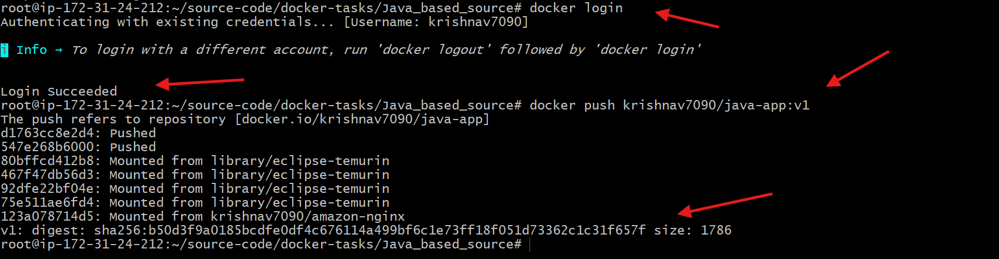 root@ip-172-31-24-212:~/source-code/docker-tasks/Java_based_source# docker login
Authenticating with existing credentials... [Username: krishnav7090]
i Info → To login with a different account, run 'docker logout' followed by 'docker login'
Login Succeeded
root@ip-172-31-24-212:~/source-code/docker-tasks/Java_based_source# docker push krishnav7090/java-app:v1
The push refers to repository [docker.io/krishnav7090/java-app]
d1763cc8e2d4: Pushed
547e268b6000: Pushed
80bffcd412b8: Mounted from library/eclipse-temurin
467f47db56d3: Mounted from library/eclipse-temurin
92dfe22bf04e: Mounted from library/eclipse-temurin
75e511ae6fd4: Mounted from library/eclipse-temurin
123a078714d5: Mounted from krishnav7090/amazon-nginx
v1: digest: sha256:b50d3f9a0185bcdfe0df4c676114a499bf6c1e73ff18f051d73362c1c31f657f size: 1786
root@ip-172-31-24-212:~/source-code/docker-tasks/Java_based_source#